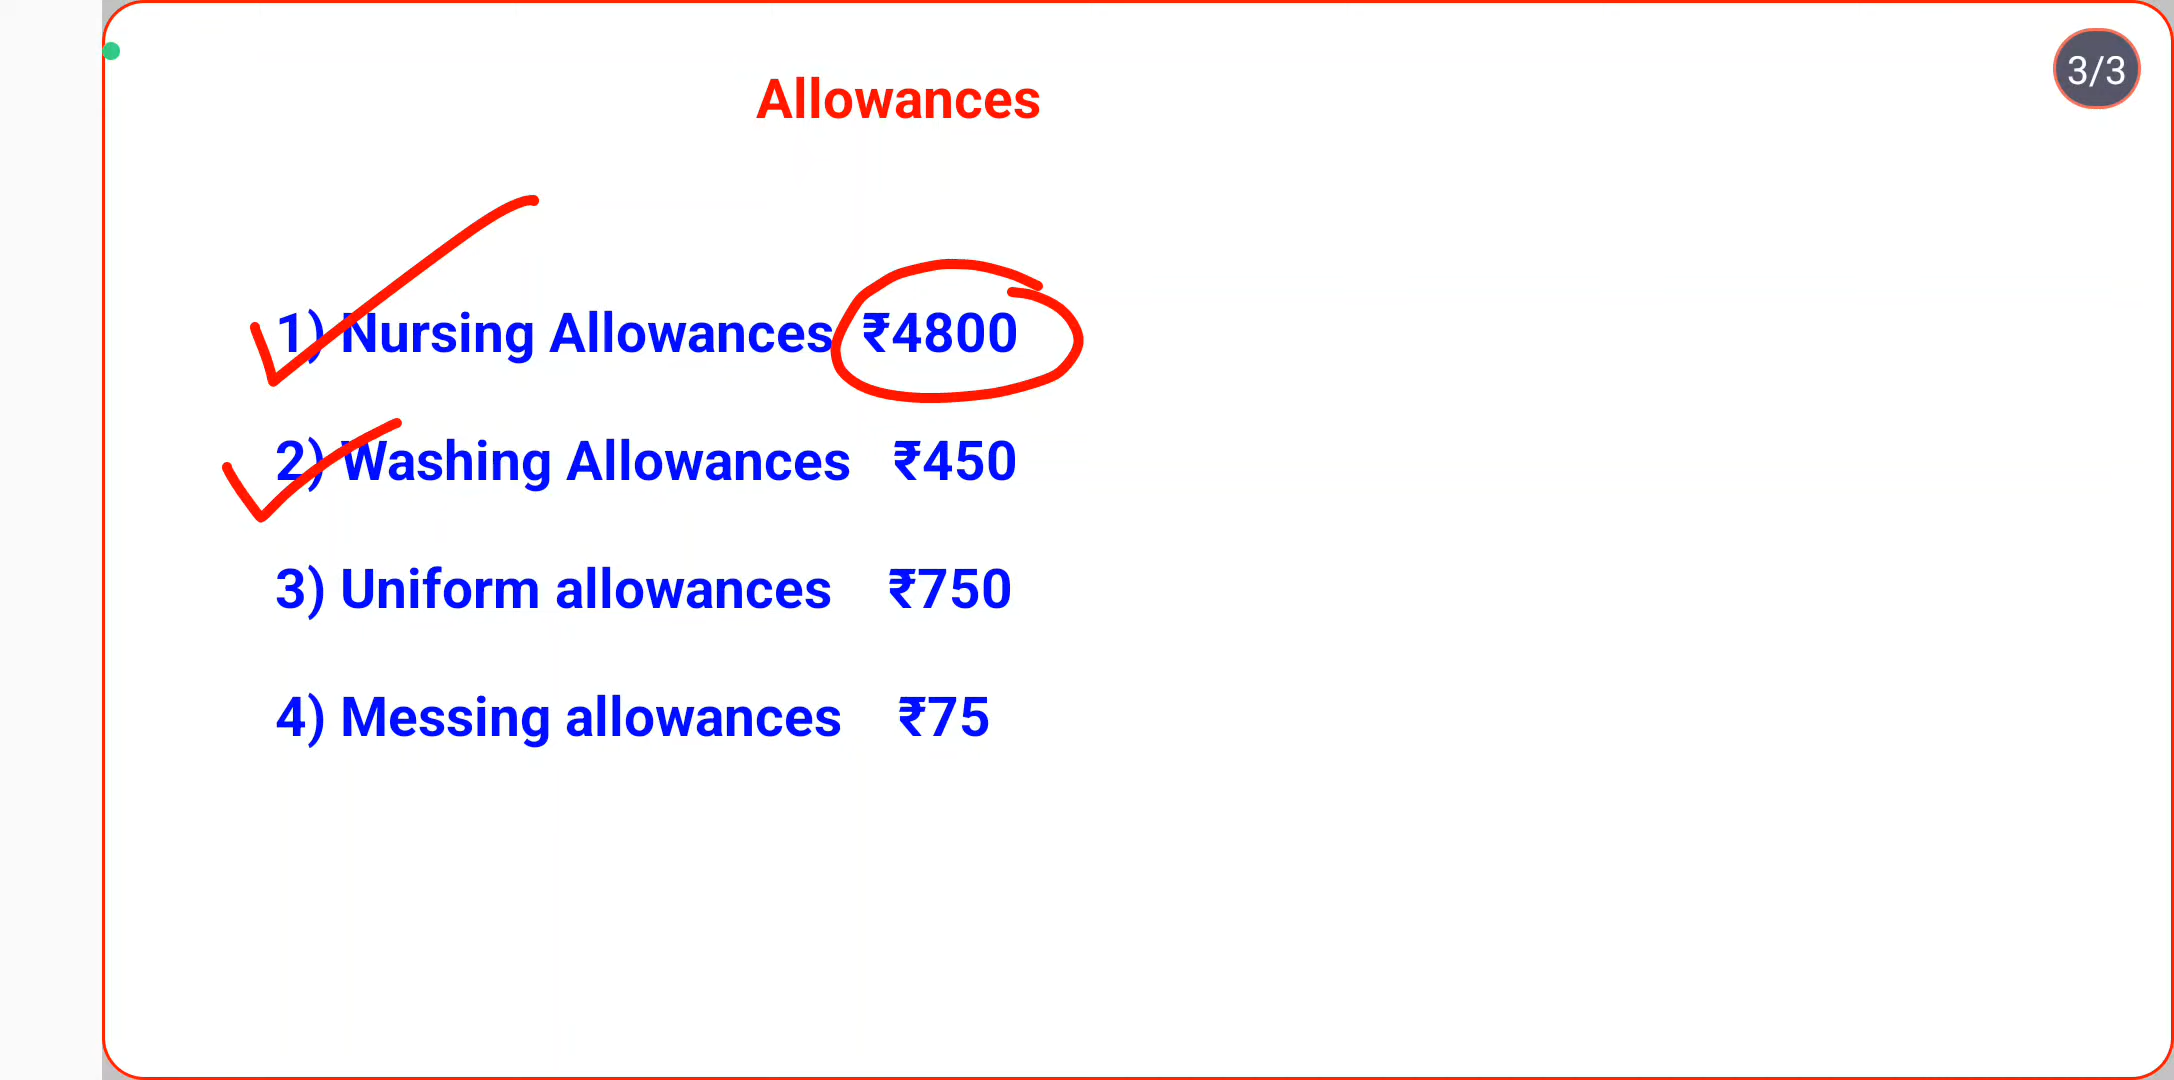 Allowances
3/3
1) Nursing Allowances ₹4800
2) Washing Allowances ₹450
3) Uniform allowances ₹750
4) Messing allowances ₹75